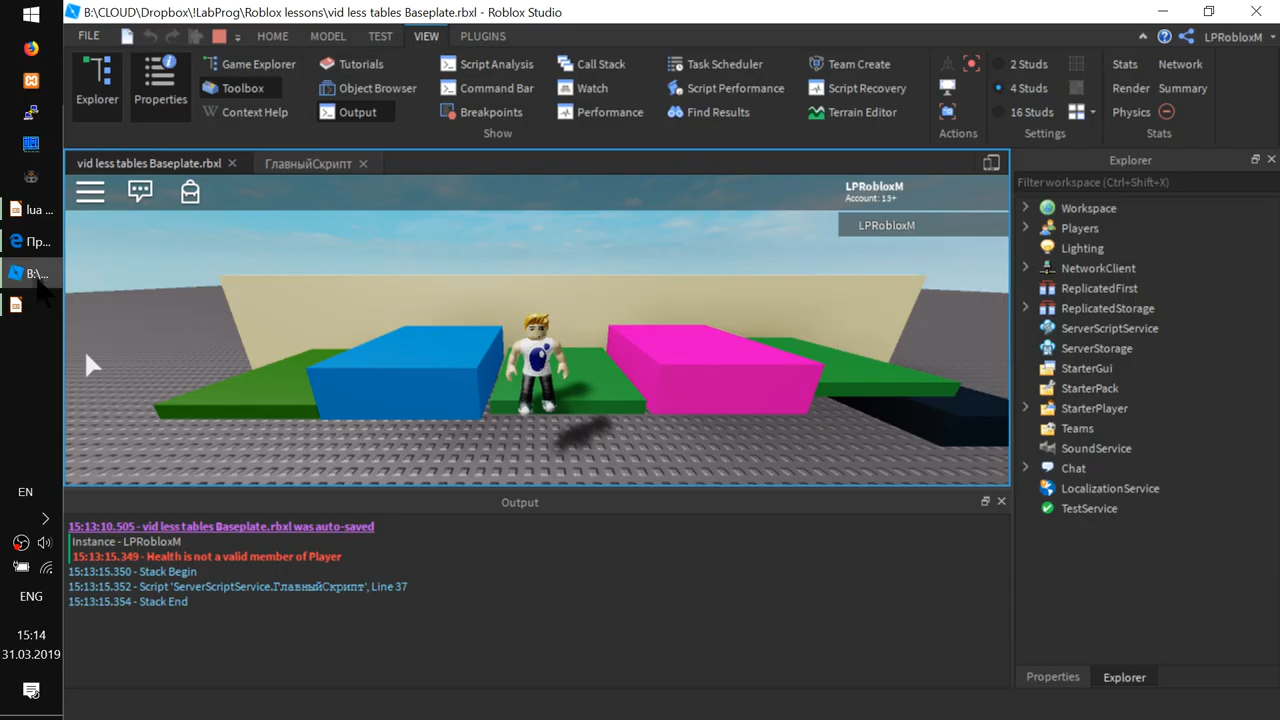 B:\CLOUD\Dropbox\!LabProg\Roblox lessons\vid less tables Baseplate.rbxl - Roblox Studio
FILE HOME MODEL TEST VIEW PLUGINS LPRobloxM
Explorer
Properties
Game Explorer
Toolbox
Context Help
Tutorials
Object Browser
Output
Script Analysis
Command Bar
Breakpoints
Call Stack
Watch
Performance
Task Scheduler
Script Performance
Find Results
Team Create
Script Recovery
Terrain Editor
Show
Actions
2 Studs
4 Studs
16 Studs
Settings
Stats Network
Render Summary
Physics
Stats
vid less tables Baseplate.rbxl
ГлавныйСкрипт
LPRobloxM
Account: 13+
LPRobloxM
Output
15:13:10.505 - vid less tables Baseplate.rbxl was auto-saved
Instance - LPRobloxM
15:13:15.349 - Health is not a valid member of Player
15:13:15.350 - Stack Begin
15:13:15.352 - Script 'ServerScriptService.ГлавныйСкрипт', Line 37
15:13:15.354 - Stack End
Explorer
Filter workspace (Ctrl+Shift+X)
Workspace
Players
Lighting
NetworkClient
ReplicatedFirst
ReplicatedStorage
ServerScriptService
ServerStorage
StarterGui
StarterPack
StarterPlayer
Teams
SoundService
Chat
LocalizationService
TestService
Properties Explorer
lua ...
Пр...
B:\...
EN
ENG
15:14
31.03.2019